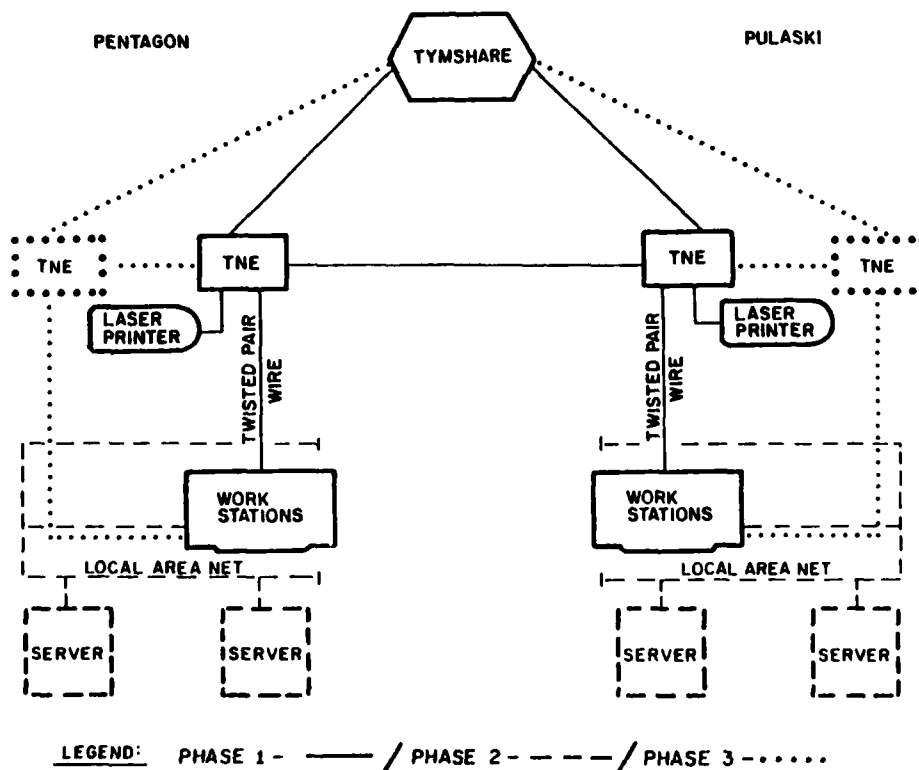 PENTAGON
TYMSHARE
PULASKI
TNE
TNE
TNE
TNE
LASER
PRINTER
LASER
PRINTER
TWISTED PAIR
WIRE
TWISTED PAIR
WIRE
WORK
STATIONS
WORK
STATIONS
LOCAL AREA NET
LOCAL AREA NET
SERVER
SERVER
SERVER
SERVER
LEGEND: PHASE 1 - / PHASE 2 - / PHASE 3 -